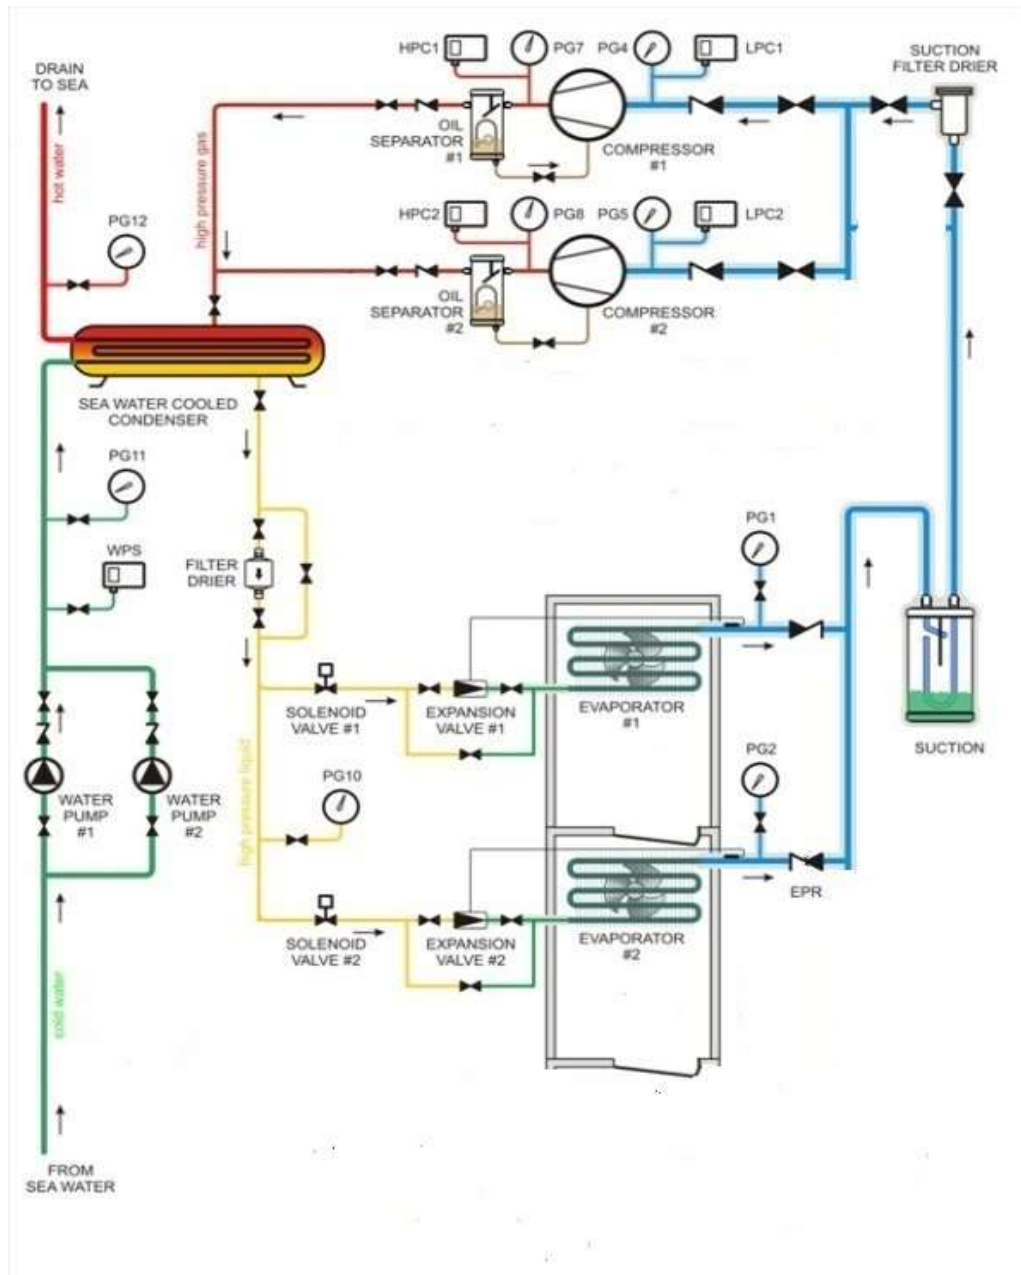 HPC1
PG7
PG4
LPC1
SUCTION
FILTER DRIER
DRAIN
TO SEA
hot water
high pressure gas
OIL
SEPARATOR
#1
COMPRESSOR
#1
PG12
HPC2
PG8
PG5
LPC2
OIL
SEPARATOR
#2
COMPRESSOR
#2
SEA WATER COOLED
CONDENSER
PG11
WPS
FILTER
DRIER
PG1
SOLENOID
VALVE #1
EXPANSION
VALVE #1
EVAPORATOR
#1
SUCTION
high pressure liquid
PG10
PG2
WATER
PUMP
#1
WATER
PUMP
#2
EPR
SOLENOID
VALVE #2
EXPANSION
VALVE #2
EVAPORATOR
#2
cold water
FROM
SEA WATER